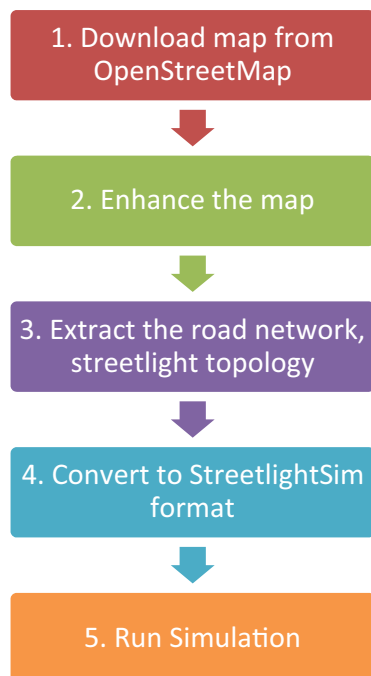 1. Download map from
OpenStreetMap
2. Enhance the map
3. Extract the road network,
streetlight topology
4. Convert to StreetlightSim
format
5. Run Simulation